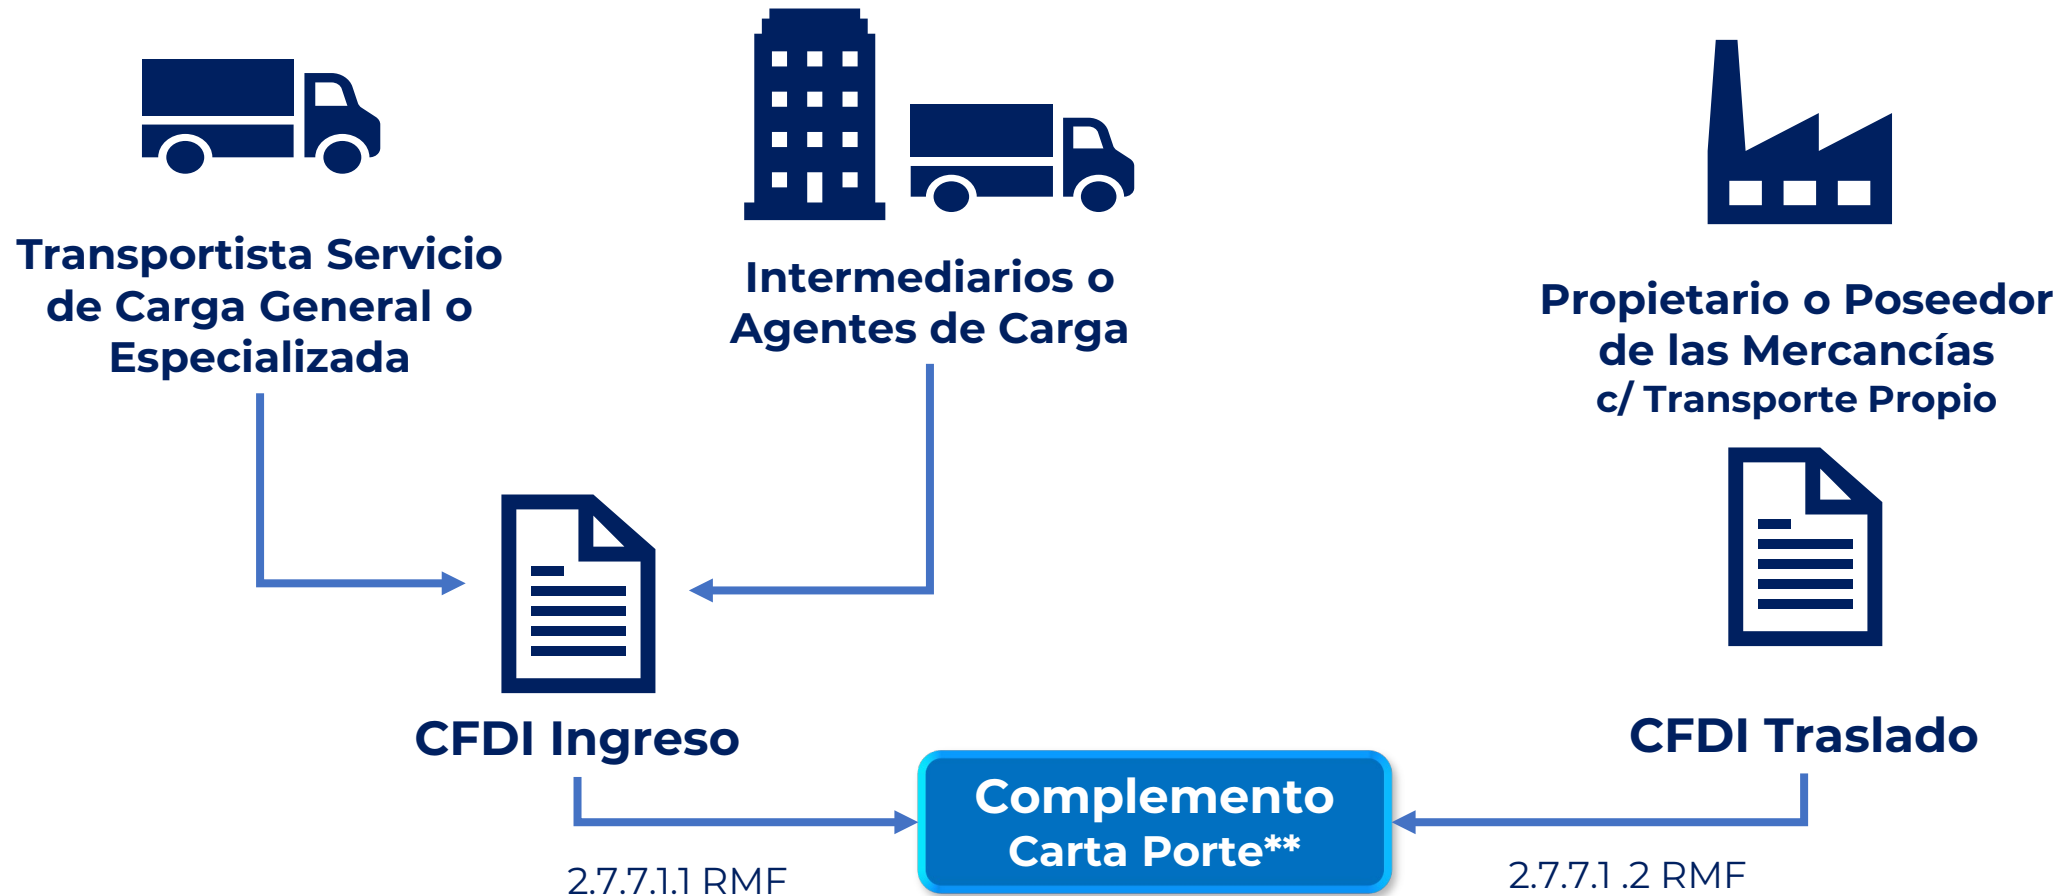 Transportista Servicio
de Carga General o
Especializada
Intermediarios o
Agentes de Carga
Propietario o Poseedor
de las Mercancías
c/ Transporte Propio
CFDI Ingreso
CFDI Traslado
Complemento
Carta Porte**
2.7.7.1.1 RMF
2.7.7.1 .2 RMF